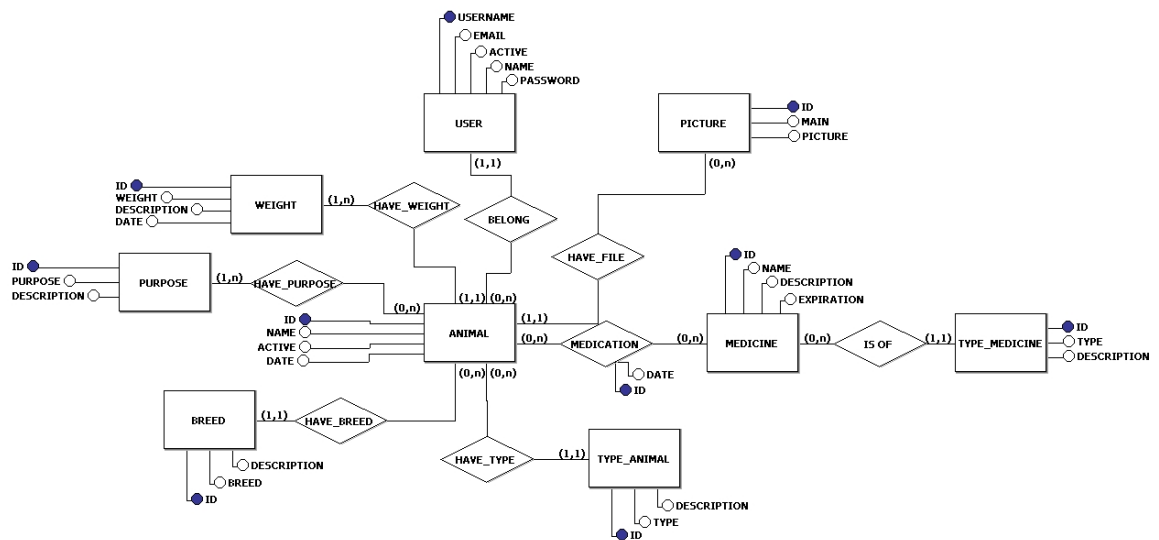 USERNAME
EMAIL
ACTIVE
NAME
PASSWORD
USER
(1,1)
PICTURE
ID
MAIN
PICTURE
(0,n)
ID
WEIGHT
DESCRIPTION
DATE
WEIGHT
(1,n)
HAVE_WEIGHT
BELONG
HAVE_FILE
ID
PURPOSE
DESCRIPTION
PURPOSE
(1,n)
HAVE_PURPOSE
(0,n)
(1,1)
(0,n)
ID
NAME
ACTIVE
DATE
ANIMAL
(1,1)
(0,n)
MEDICATION
DATE
ID
(0,n)
ID
NAME
DESCRIPTION
EXPIRATION
MEDICINE
(0,n)
IS OF
(1,1)
TYPE_MEDICINE
ID
TYPE
DESCRIPTION
(0,n)
(0,n)
BREED
(1,1)
HAVE_BREED
DESCRIPTION
BREED
ID
HAVE_TYPE
(1,1)
TYPE_ANIMAL
DESCRIPTION
TYPE
ID